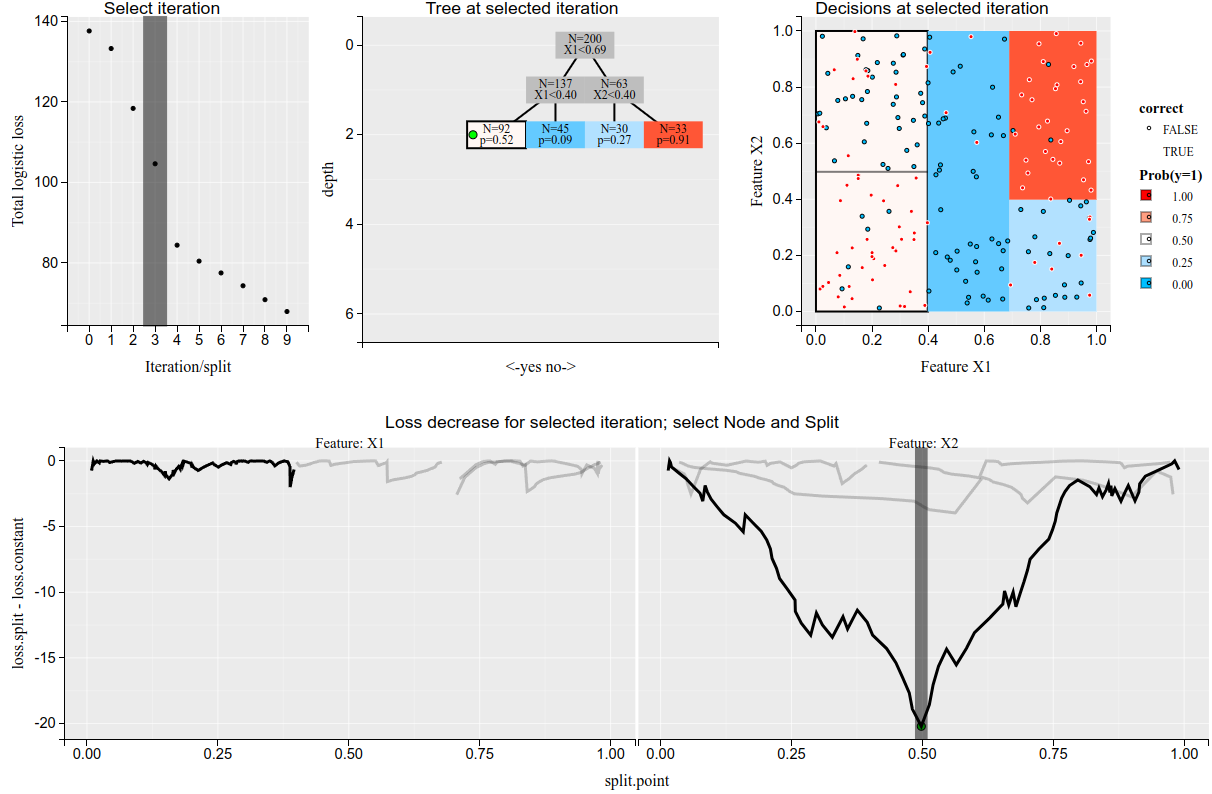 Select iteration
140
120
100
80
Total logistic loss
0 1 2 3 4 5 6 7 8 9
Iteration/split
Tree at selected iteration
0
2
4
6
depth
N=200
X1<0.69
N=137
X1<0.40
N=63
X2<0.40
N=92
p=0.52
N=45
p=0.09
N=30
p=0.27
N=33
p=0.91
<-yes no->
Decisions at selected iteration
1.0
0.8
0.6
0.4
0.2
0.0
Feature X2
0.0 0.2 0.4 0.6 0.8 1.0
Feature X1
correct
FALSE
TRUE
Prob(y=1)
1.00
0.75
0.50
0.25
0.00
Loss decrease for selected iteration; select Node and Split
Feature: X1
Feature: X2
0
-5
-10
-15
-20
loss.split - loss.constant
0.00 0.25 0.50 0.75 1.00
0.00 0.25 0.50 0.75 1.00
split.point